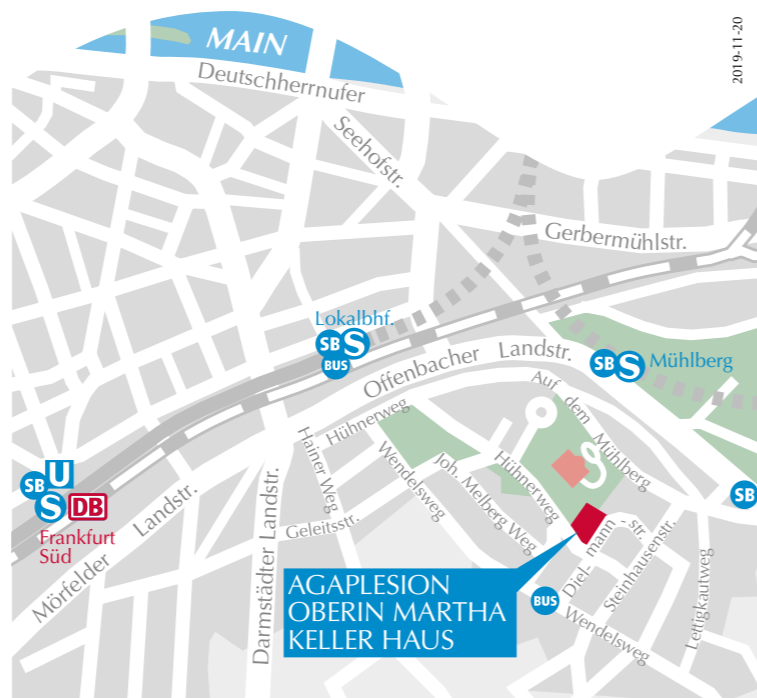 MAIN
2019-11-20
Deutschherrnufer
Seehofstr.
Gerbermühlstr.
Lokalbhf.
SB S
BUS
Offenbacher Landstr.
SB S Mühlberg
Auf dem Mühlberg
Hühnerweg
Hainer Weg
Wendelsweg
Joh. Melberg Weg
Hühnerweg
SB U
S DB
Frankfurt
Süd
Mörfelder Landstr.
Darmstädter Landstr.
Geleitsstr.
SB
Dielmann-str.
Steinhausenstr.
Lettigkautweg
BUS
Wendelsweg
AGAPLESION
OBERIN MARTHA
KELLER HAUS